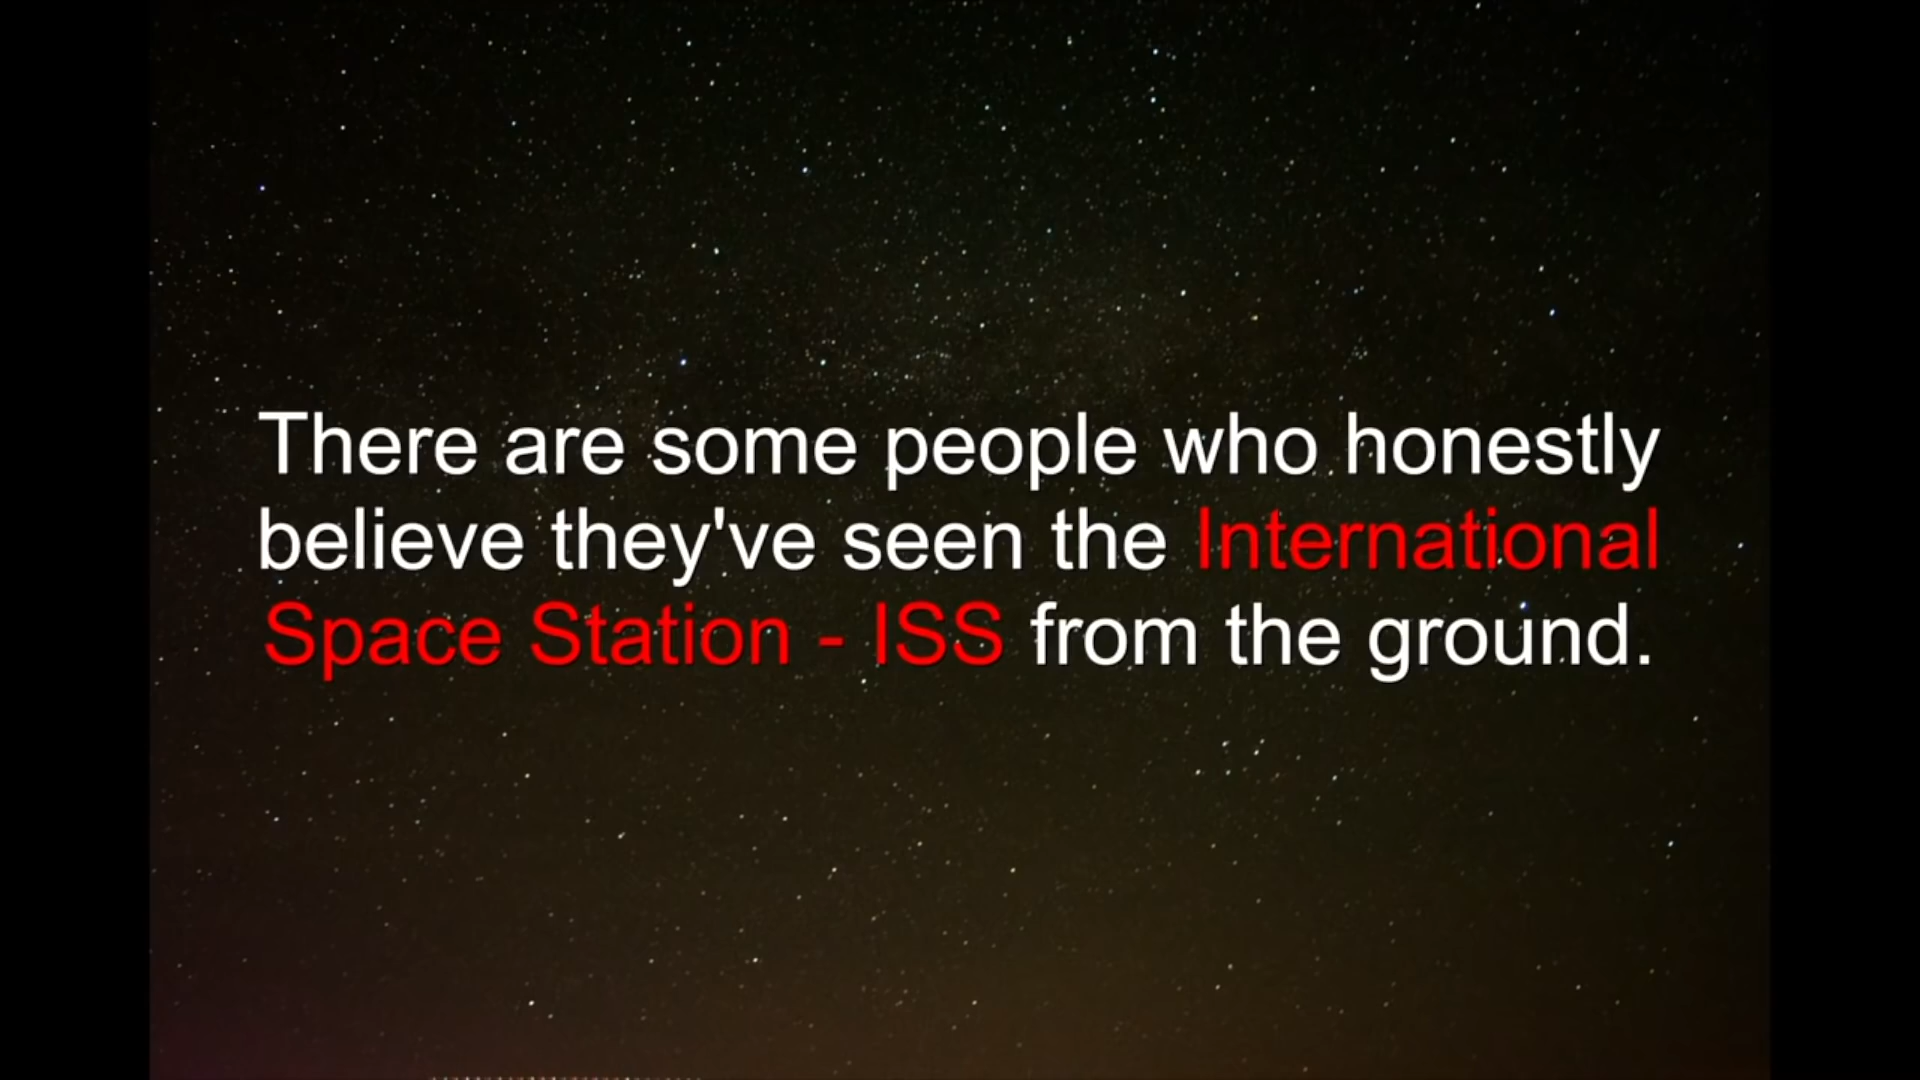 There are some people who honestly
believe they've seen the International
Space Station - ISS from the ground.